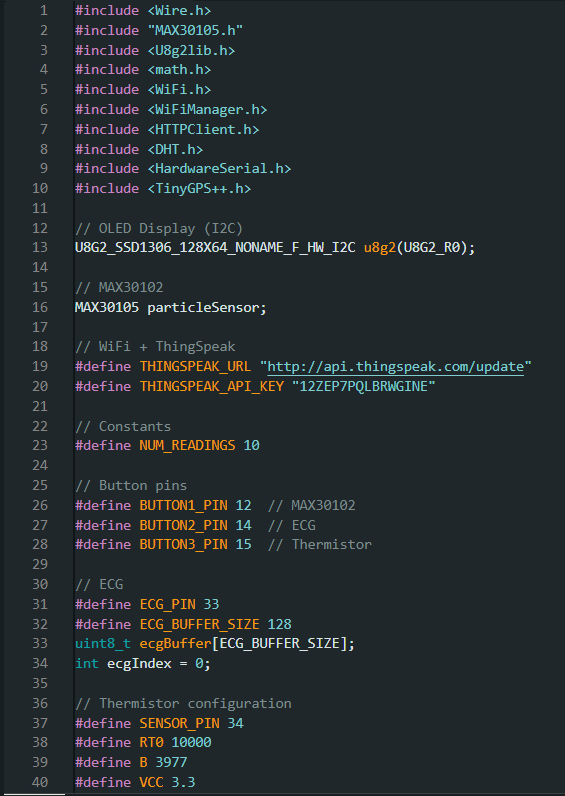 1 #include <Wire.h>
2 #include "MAX30105.h"
3 #include <U8g2lib.h>
4 #include <math.h>
5 #include <WiFi.h>
6 #include <WiFiManager.h>
7 #include <HTTPClient.h>
8 #include <DHT.h>
9 #include <HardwareSerial.h>
10 #include <TinyGPS++.h>
11
12 // OLED Display (I2C)
13 U8G2_SSD1306_128X64_NONAME_F_HW_I2C u8g2(U8G2_R0);
14
15 // MAX30102
16 MAX30105 particleSensor;
17
18 // WiFi + ThingSpeak
19 #define THINGSPEAK_URL "http://api.thingspeak.com/update"
20 #define THINGSPEAK_API_KEY "12ZEP7PQLBRWGINE"
21
22 // Constants
23 #define NUM_READINGS 10
24
25 // Button pins
26 #define BUTTON1_PIN 12  // MAX30102
27 #define BUTTON2_PIN 14  // ECG
28 #define BUTTON3_PIN 15  // Thermistor
29
30 // ECG
31 #define ECG_PIN 33
32 #define ECG_BUFFER_SIZE 128
33 uint8_t ecgBuffer[ECG_BUFFER_SIZE];
34 int ecgIndex = 0;
35
36 // Thermistor configuration
37 #define SENSOR_PIN 34
38 #define RT0 10000
39 #define B 3977
40 #define VCC 3.3